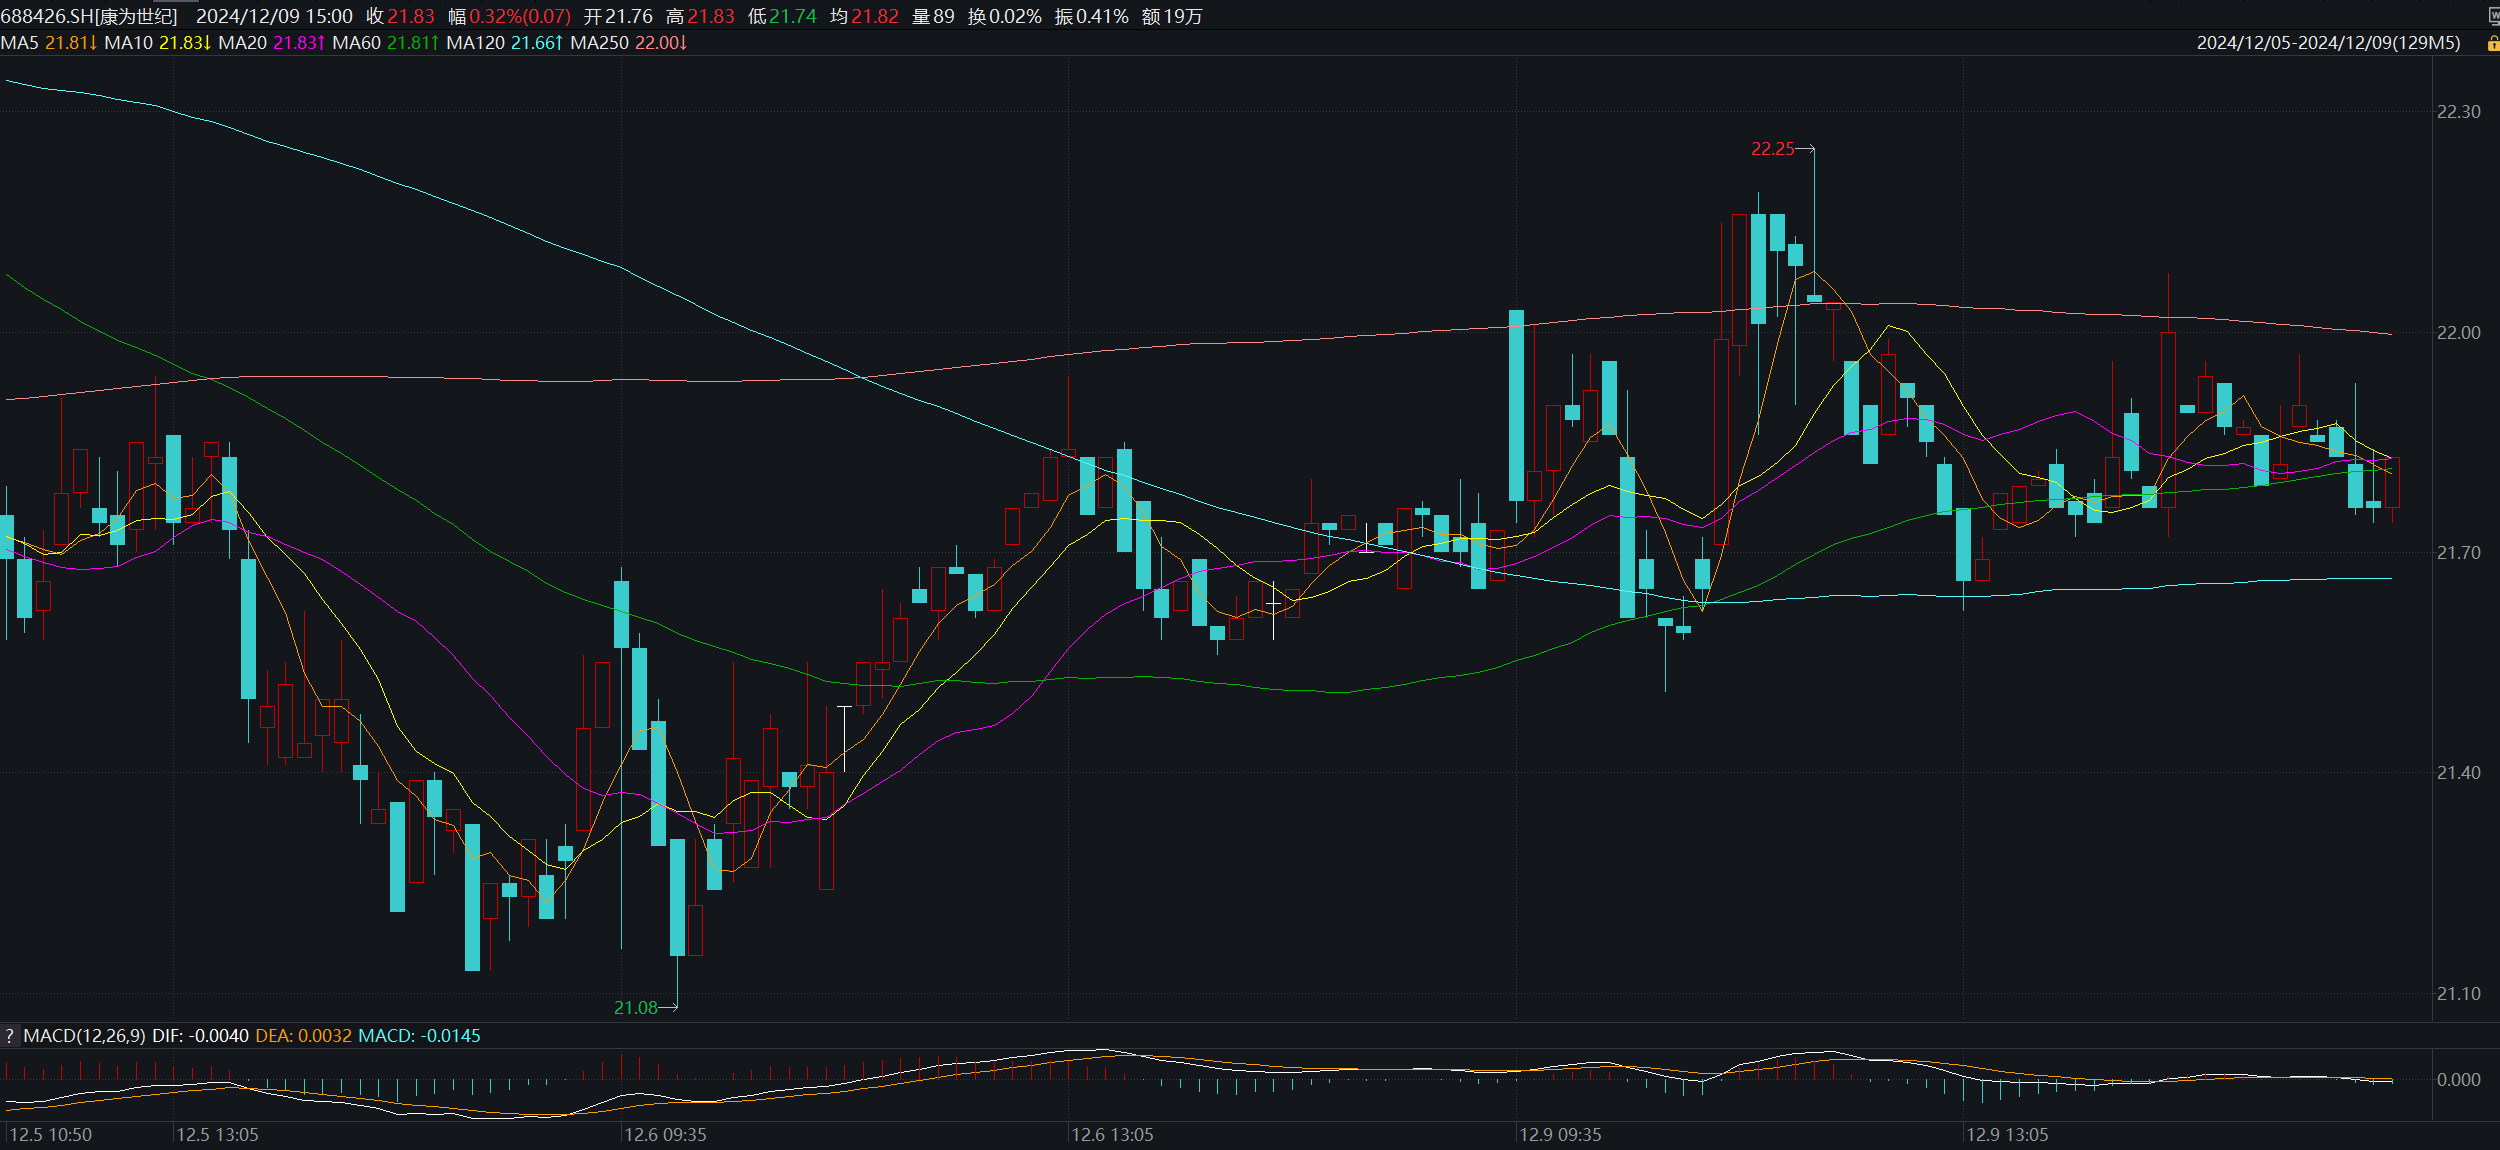 688426.SH[康为世纪] 2024/12/09 15:00 收21.83 幅0.32%(0.07) 开21.76 高21.83 低21.74 均21.82 量89 换0.02% 振0.41% 额19万
MA5 21.81↓ MA10 21.83↓ MA20 21.83↑ MA60 21.81↑ MA120 21.66↑ MA250 22.00↓ 2024/12/05-2024/12/09(129M5)
22.30
22.25
22.00
21.70
21.40
21.10
21.08
? MACD(12,26,9) DIF: -0.0040 DEA: 0.0032 MACD: -0.0145
0.000
12.5 10:50 12.5 13:05 12.6 09:35 12.6 13:05 12.9 09:35 12.9 13:05